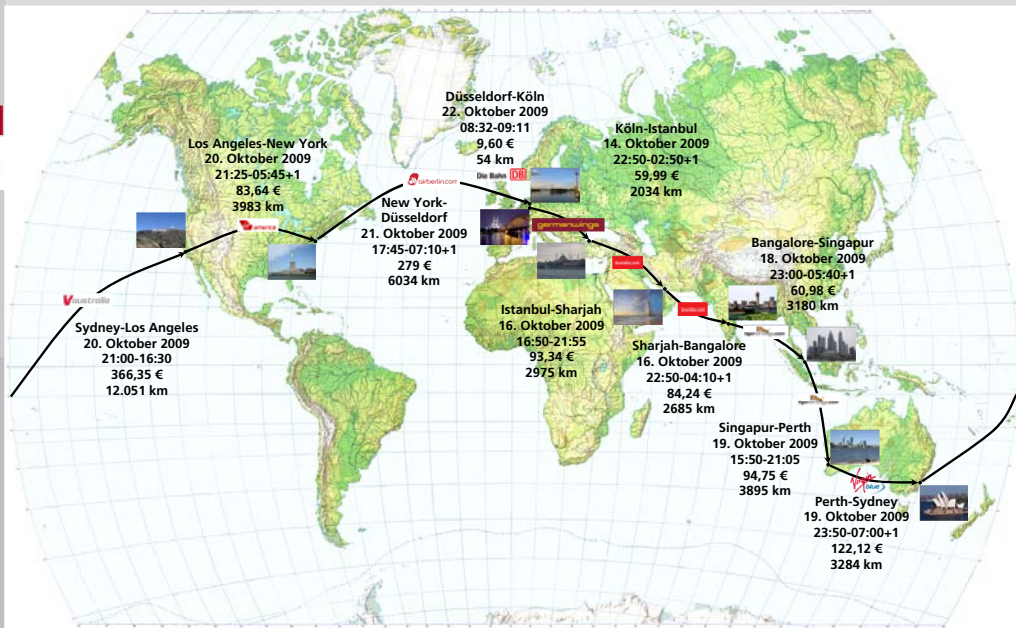 Düsseldorf-Köln
22. Oktober 2009
08:32-09:11
9,60 €
54 km
Köln-Istanbul
14. Oktober 2009
22:50-02:50+1
59,99 €
2034 km
Los Angeles-New York
20. Oktober 2009
21:25-05:45+1
83,64 €
3983 km
Die Bahn DB
airberlin.com
New York-
Düsseldorf
21. Oktober 2009
17:45-07:10+1
279 €
6034 km
america
germanwings
Bangalore-Singapur
18. Oktober 2009
23:00-05:40+1
60,98 €
3180 km
V australia
Sydney-Los Angeles
20. Oktober 2009
21:00-16:30
366,35 €
12.051 km
Istanbul-Sharjah
16. Oktober 2009
16:50-21:55
93,34 €
2975 km
Sharjah-Bangalore
16. Oktober 2009
22:50-04:10+1
84,24 €
2685 km
Singapur-Perth
19. Oktober 2009
15:50-21:05
94,75 €
3895 km
Virgin blue
Perth-Sydney
19. Oktober 2009
23:50-07:00+1
122,12 €
3284 km